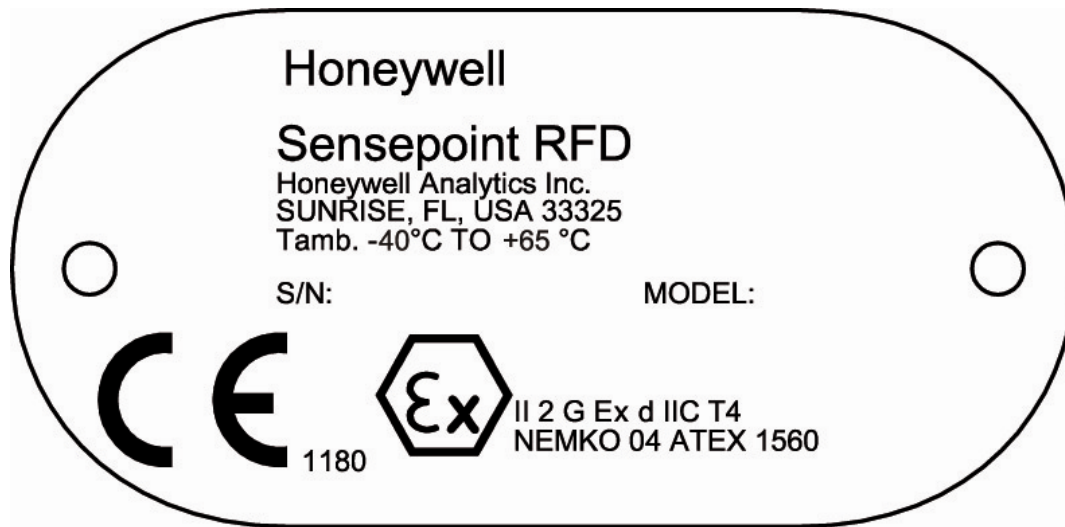 Honeywell
Sensepoint RFD
Honeywell Analytics Inc.
SUNRISE, FL, USA 33325
Tamb. -40°C TO +65 °C
S/N: MODEL:
CE 1180
Ex II 2 G Ex d IIC T4
NEMKO 04 ATEX 1560